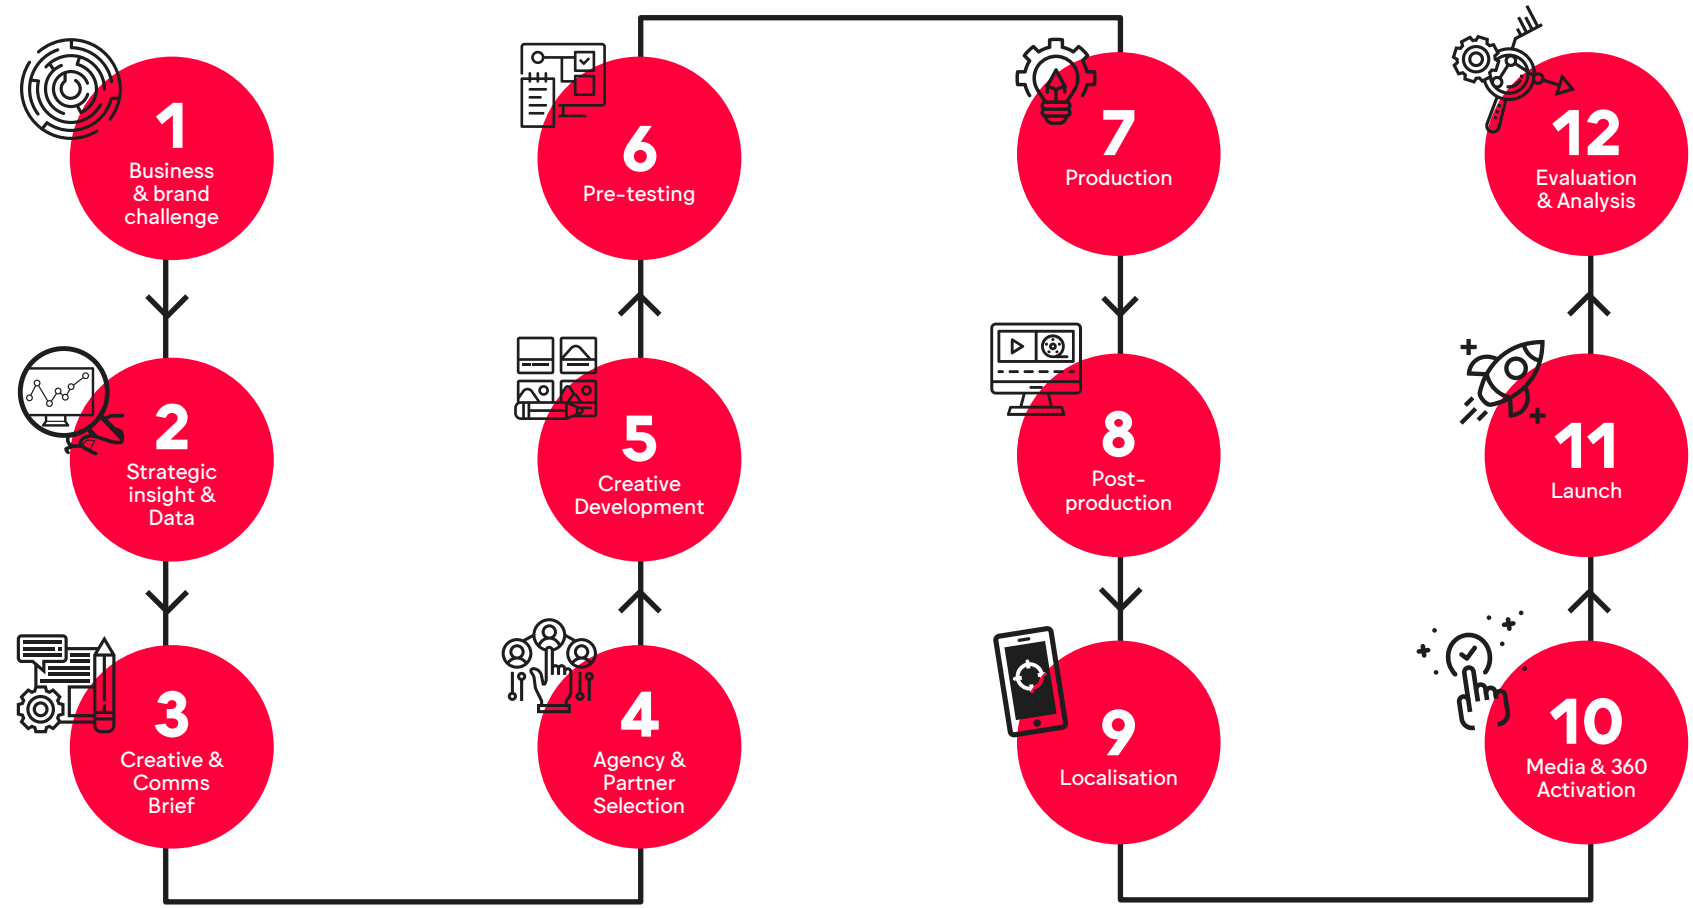 1
Business
& brand
challenge
2
Strategic
insight &
Data
3
Creative &
Comms
Brief
4
Agency &
Partner
Selection
5
Creative
Development
6
Pre-testing
7
Production
8
Post-
production
9
Localisation
10
Media & 360
Activation
11
Launch
12
Evaluation
& Analysis